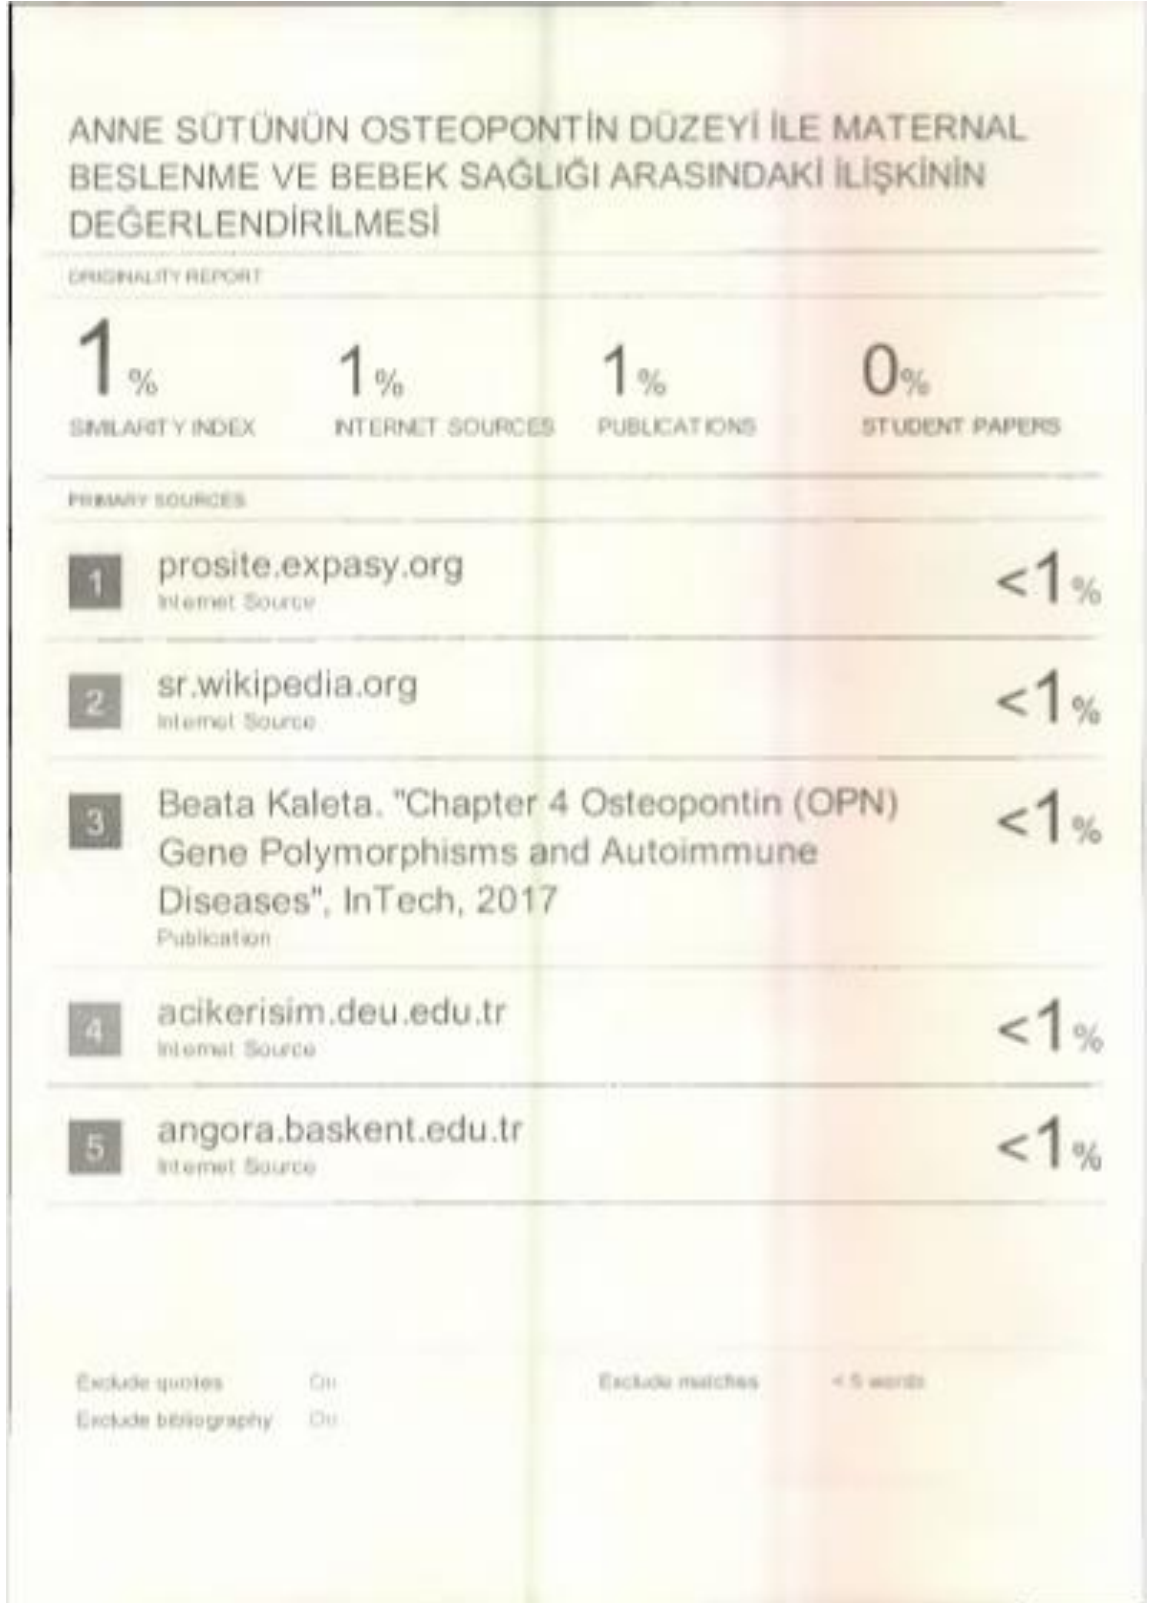 ANNE SÜTÜNÜN OSTEOPONTİN DÜZEYİ İLE MATERNAL
BESLENME VE BEBEK SAĞLIĞI ARASINDAKİ İLİŞKİNİN
DEĞERLENDİRİLMESİ
ORIGINALITY REPORT
1% 1% 1% 0%
SIMILARITY INDEX INTERNET SOURCES PUBLICATIONS STUDENT PAPERS
PRIMARY SOURCES
1 prosite.expasy.org <1%
Internet Source
2 sr.wikipedia.org <1%
Internet Source
3 Beata Kaleta. "Chapter 4 Osteopontin (OPN) <1%
Gene Polymorphisms and Autoimmune
Diseases", InTech, 2017
Publication
4 acikerisim.deu.edu.tr <1%
Internet Source
5 angora.baskent.edu.tr <1%
Internet Source
Exclude quotes On Exclude matches < 5 words
Exclude bibliography On